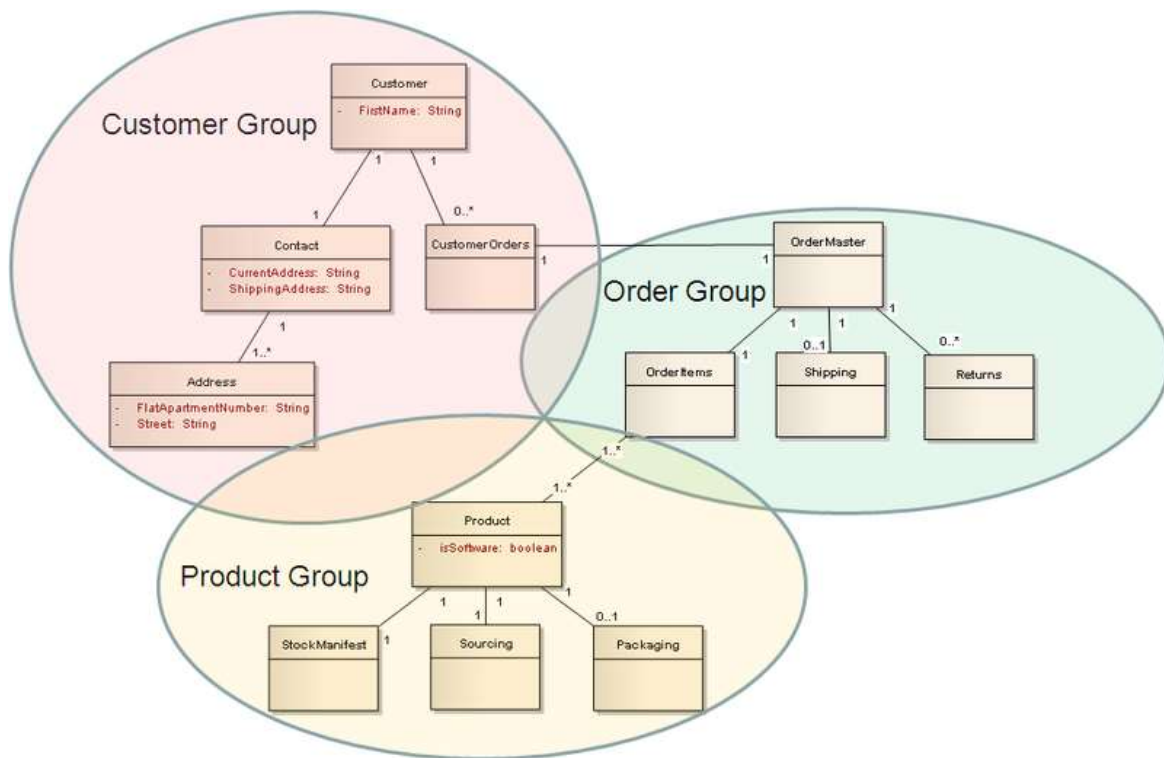 Customer
- FirstName: String
Customer Group
1
1
1
0..*
Contact
- CurrentAddress: String
- ShippingAddress: String
CustomerOrders
1
1
OrderMaster
Order Group
1
1..*
1
1
1
1
0..1
0..*
Address
- FlatApartmentNumber: String
- Street: String
OrderItems
Shipping
Returns
1..*
1..*
Product
- isSoftware: boolean
Product Group
1
1
1
1
1
0..1
StockManifest
Sourcing
Packaging